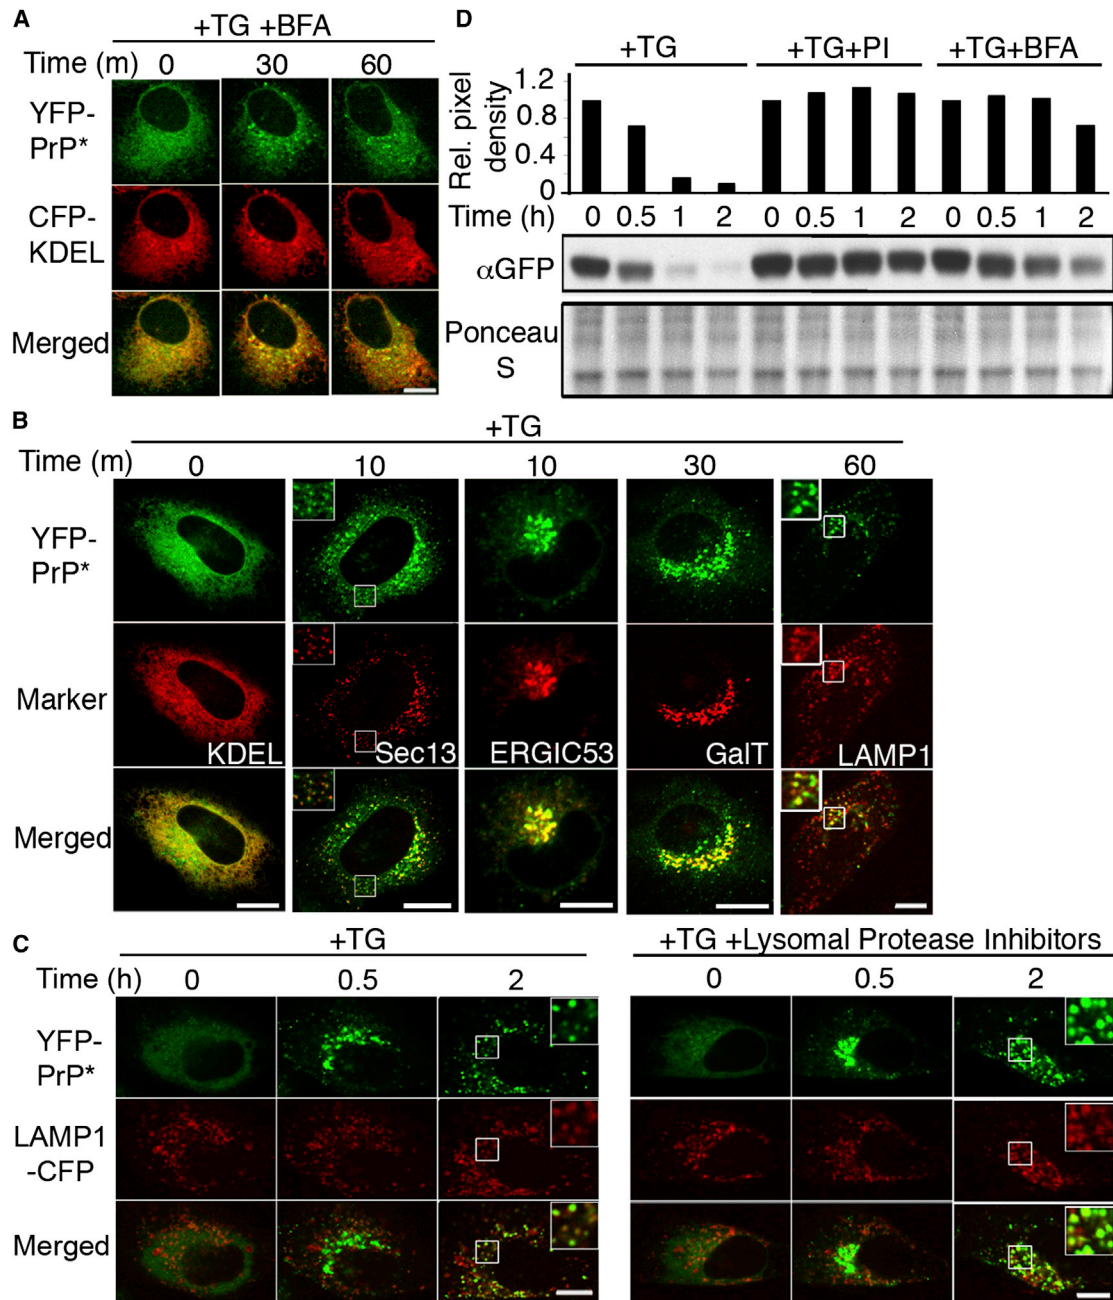 A
+TG +BFA
Time (m) 0 30 60
YFP-
PrP*
CFP-
KDEL
Merged
D
+TG +TG+PI +TG+BFA
Rel. pixel
density
1.2
0.8
0.4
0
Time (h) 0 0.5 1 2 0 0.5 1 2 0 0.5 1 2
αGFP
Ponceau
S
B
+TG
Time (m) 0 10 10 30 60
YFP-
PrP*
Marker
KDEL Sec13 ERGIC53 GalT LAMP1
Merged
C
+TG +TG +Lysomal Protease Inhibitors
Time (h) 0 0.5 2 0 0.5 2
YFP-
PrP*
LAMP1
-CFP
Merged